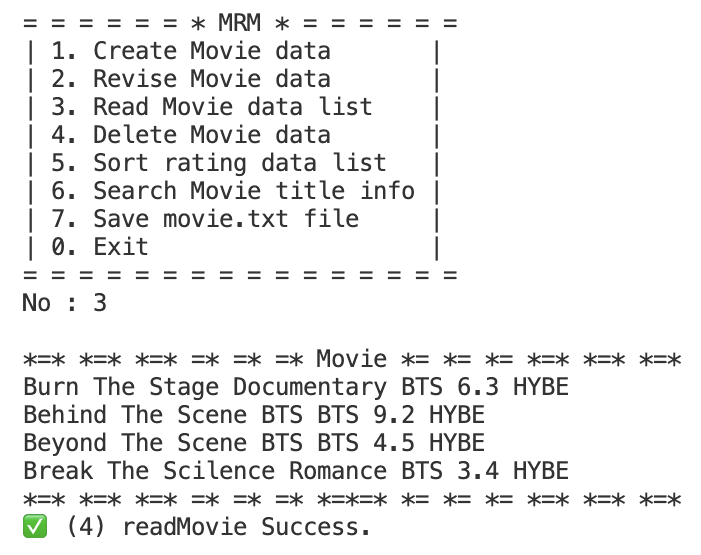 = = = = = = * MRM * = = = = = =
| 1. Create Movie data       |
| 2. Revise Movie data       |
| 3. Read Movie data list    |
| 4. Delete Movie data       |
| 5. Sort rating data list   |
| 6. Search Movie title info |
| 7. Save movie.txt file     |
| 0. Exit                    |
= = = = = = = = = = = = = = = =
No : 3

*=* *=* *=* =* =* =* Movie *= *= *= *=* *=* *=*
Burn The Stage Documentary BTS 6.3 HYBE
Behind The Scene BTS BTS 9.2 HYBE
Beyond The Scene BTS BTS 4.5 HYBE
Break The Scilence Romance BTS 3.4 HYBE
*=* *=* *=* =* =* =* *=*=* *= *= *= *=* *=* *=*
✅ (4) readMovie Success.